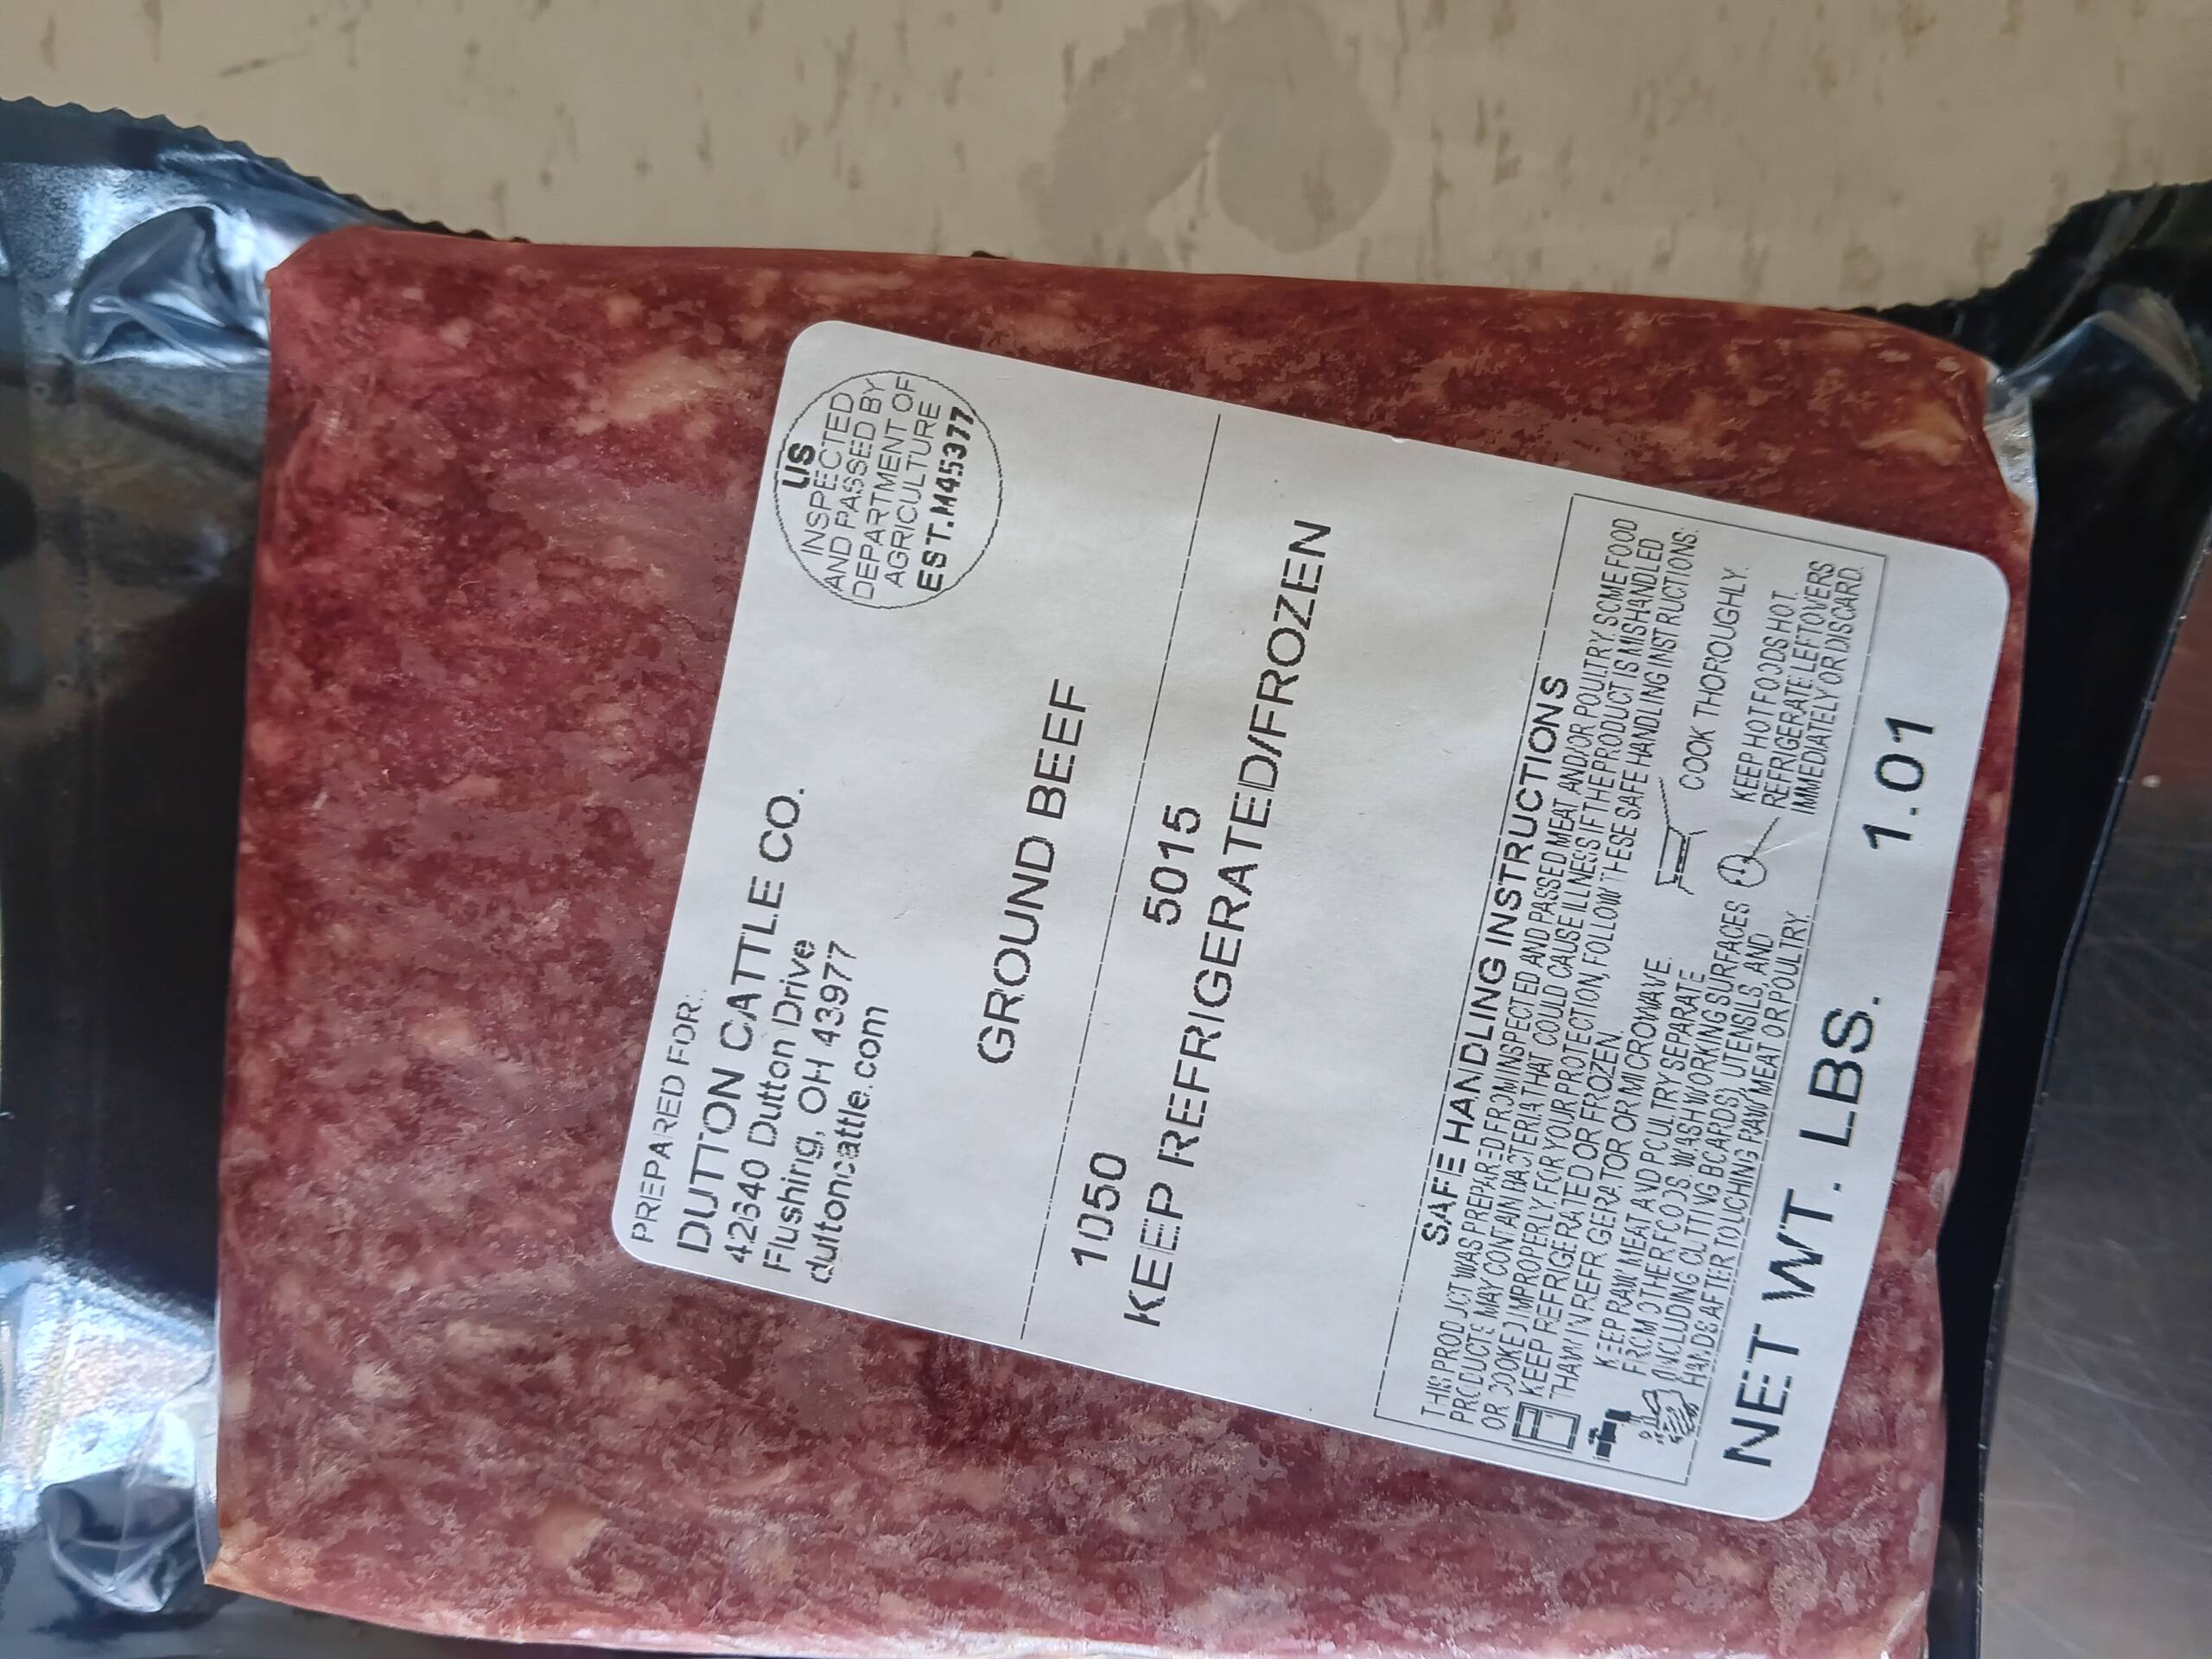 PREPARED FOR:
DUTTON CATTLE CO.
42340 Dutton Drive
Flushing, OH 43977
duttoncattle.com
US
INSPECTED
AND PASSED BY
DEPARTMENT OF
AGRICULTURE
EST.M45377
GROUND BEEF
1050 5015
KEEP REFRIGERATED/FROZEN
SAFE HANDLING INSTRUCTIONS
THIS PRODUCT WAS PREPARED FROM INSPECTED AND PASSED MEAT AND/OR POULTRY. SOME FOOD
PRODUCTS MAY CONTAIN BACTERIA THAT COULD CAUSE ILLNESS IF THE PRODUCT IS MISHANDLED
OR COOKED IMPROPERLY. FOR YOUR PROTECTION, FOLLOW THESE SAFE HANDLING INSTRUCTIONS.
KEEP REFRIGERATED OR FROZEN.
THAW IN REFRIGERATOR OR MICROWAVE.
KEEP RAW MEAT AND POULTRY SEPARATE
FROM OTHER FOODS. WASH WORKING SURFACES
(INCLUDING CUTTING BOARDS), UTENSILS, AND
HANDS AFTER TOUCHING RAW MEAT OR POULTRY.
COOK THOROUGHLY.
KEEP HOT FOODS HOT.
REFRIGERATE LEFTOVERS
IMMEDIATELY OR DISCARD.
NET WT. LBS. 1.01